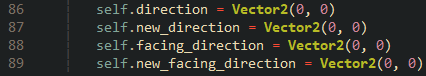 86 self.direction = Vector2(0, 0)
87 self.new_direction = Vector2(0, 0)
88 self.facing_direction = Vector2(0, 0)
89 self.new_facing_direction = Vector2(0, 0)